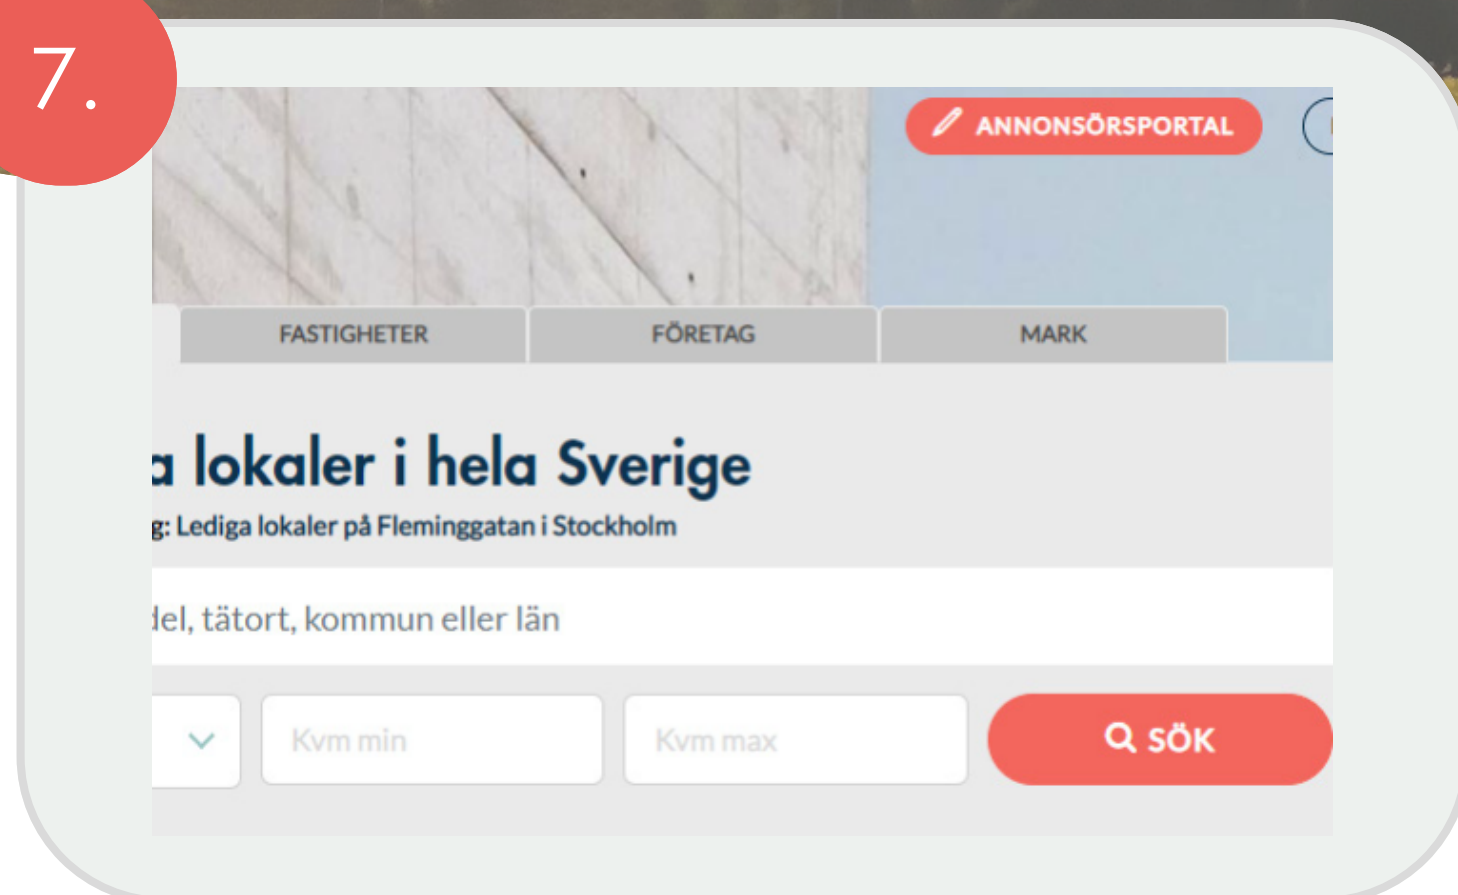 7.
ANNONSÖRSPORTAL
FASTIGHETER
FÖRETAG
MARK
a lokaler i hela Sverige
g: Lediga lokaler på Fleminggatan i Stockholm
del, tätort, kommun eller län
Kvm min
Kvm max
SÖK